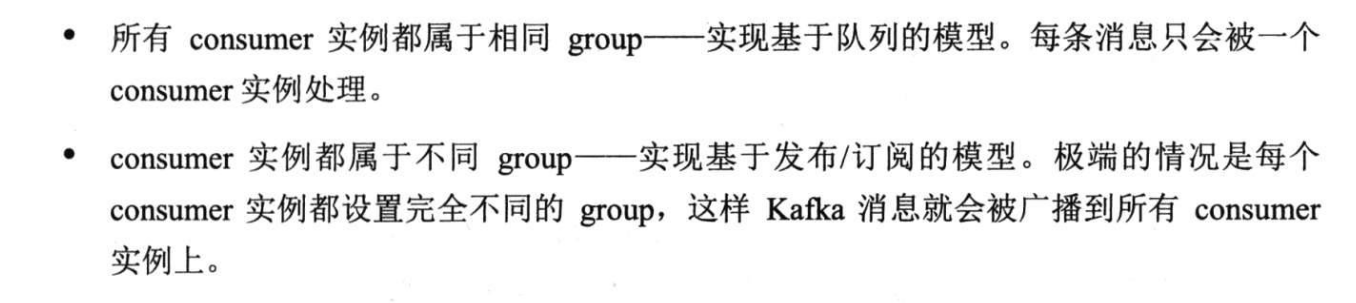 • 所有 consumer 实例都属于相同 group——实现基于队列的模型。每条消息只会被一个
consumer 实例处理。
• consumer 实例都属于不同 group——实现基于发布/订阅的模型。极端的情况是每个
consumer 实例都设置完全不同的 group，这样 Kafka 消息就会被广播到所有 consumer
实例上。